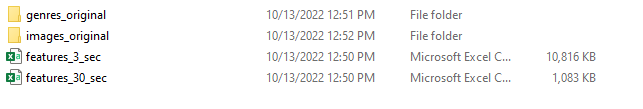 genres_original 10/13/2022 12:51 PM File folder
images_original 10/13/2022 12:52 PM File folder
features_3_sec 10/13/2022 12:50 PM Microsoft Excel C... 10,816 KB
features_30_sec 10/13/2022 12:50 PM Microsoft Excel C... 1,083 KB